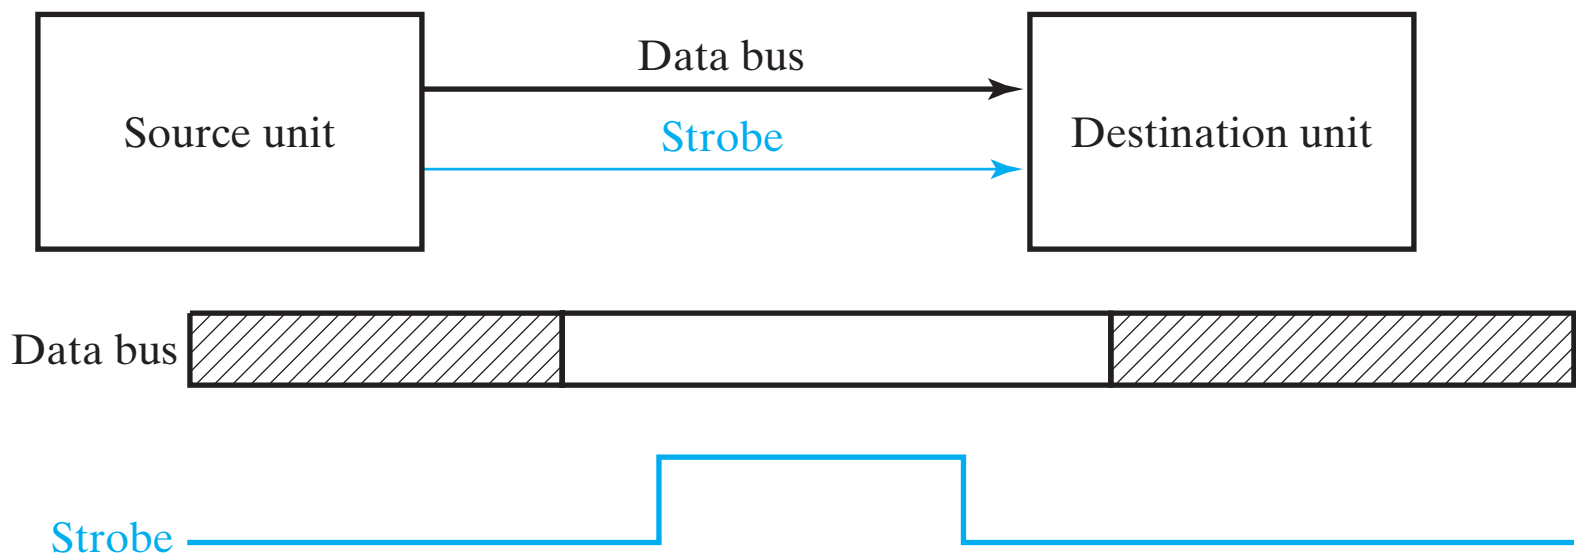 Data bus
Source unit
Strobe
Destination unit
Data bus
Strobe